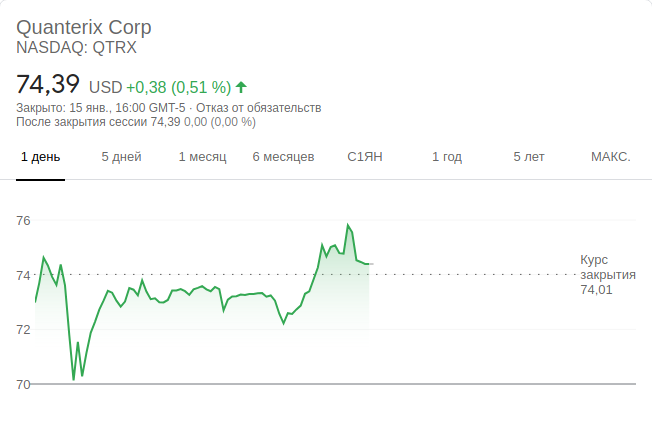 Quanterix Corp
NASDAQ: QTRX
74,39 USD +0,38 (0,51 %)
Закрыто: 15 янв., 16:00 GMT-5 · Отказ от обязательств
После закрытия сессии 74,39 0,00 (0,00 %)
1 день 5 дней 1 месяц 6 месяцев С1ЯН 1 год 5 лет МАКС.
76
Курс
74 закрытия
74,01
72
70